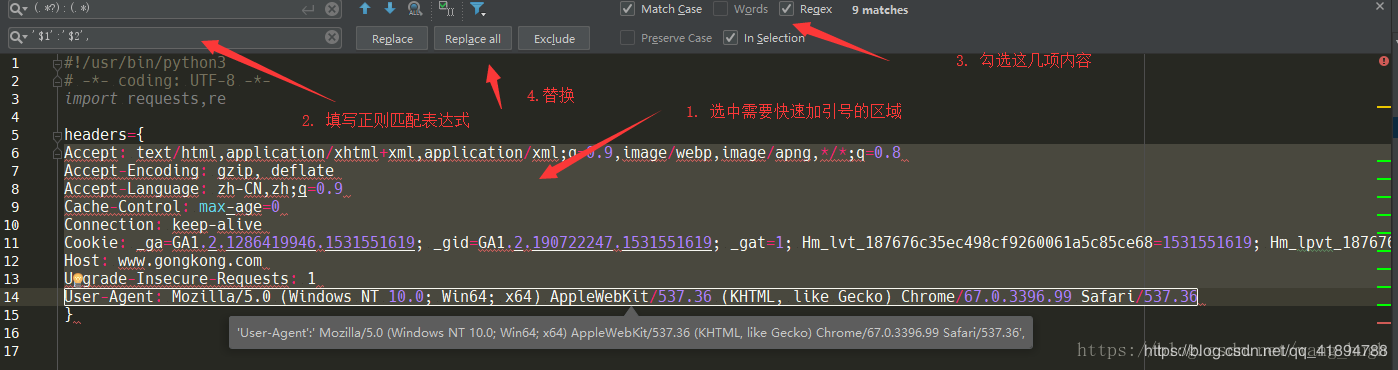 (.*?):(.*)
Match Case Words Regex 9 matches
'$1':'$2',
Replace Replace all Exclude Preserve Case In Selection
3. 勾选这几项内容
4.替换
1. 选中需要快速加引号的区域
2. 填写正则匹配表达式
1 #!/usr/bin/python3
2 # -*- coding: UTF-8 -*-
3 import requests,re
4
5 headers={
6 Accept: text/html,application/xhtml+xml,application/xml;q=0.9,image/webp,image/apng,*/*;q=0.8
7 Accept-Encoding: gzip, deflate
8 Accept-Language: zh-CN,zh;q=0.9
9 Cache-Control: max-age=0
10 Connection: keep-alive
11 Cookie: _ga=GA1.2.1286419946.1531551619; _gid=GA1.2.190722247.1531551619; _gat=1; Hm_lvt_187676c35ec498cf9260061a5c85ce68=1531551619; Hm_lpvt_187676
12 Host: www.gongkong.com
13 Upgrade-Insecure-Requests: 1
14 User-Agent: Mozilla/5.0 (Windows NT 10.0; Win64; x64) AppleWebKit/537.36 (KHTML, like Gecko) Chrome/67.0.3396.99 Safari/537.36
15 }
16 'User-Agent':' Mozilla/5.0 (Windows NT 10.0; Win64; x64) AppleWebKit/537.36 (KHTML, like Gecko) Chrome/67.0.3396.99 Safari/537.36',
17
https://blog.csdn.net/qq_41894788